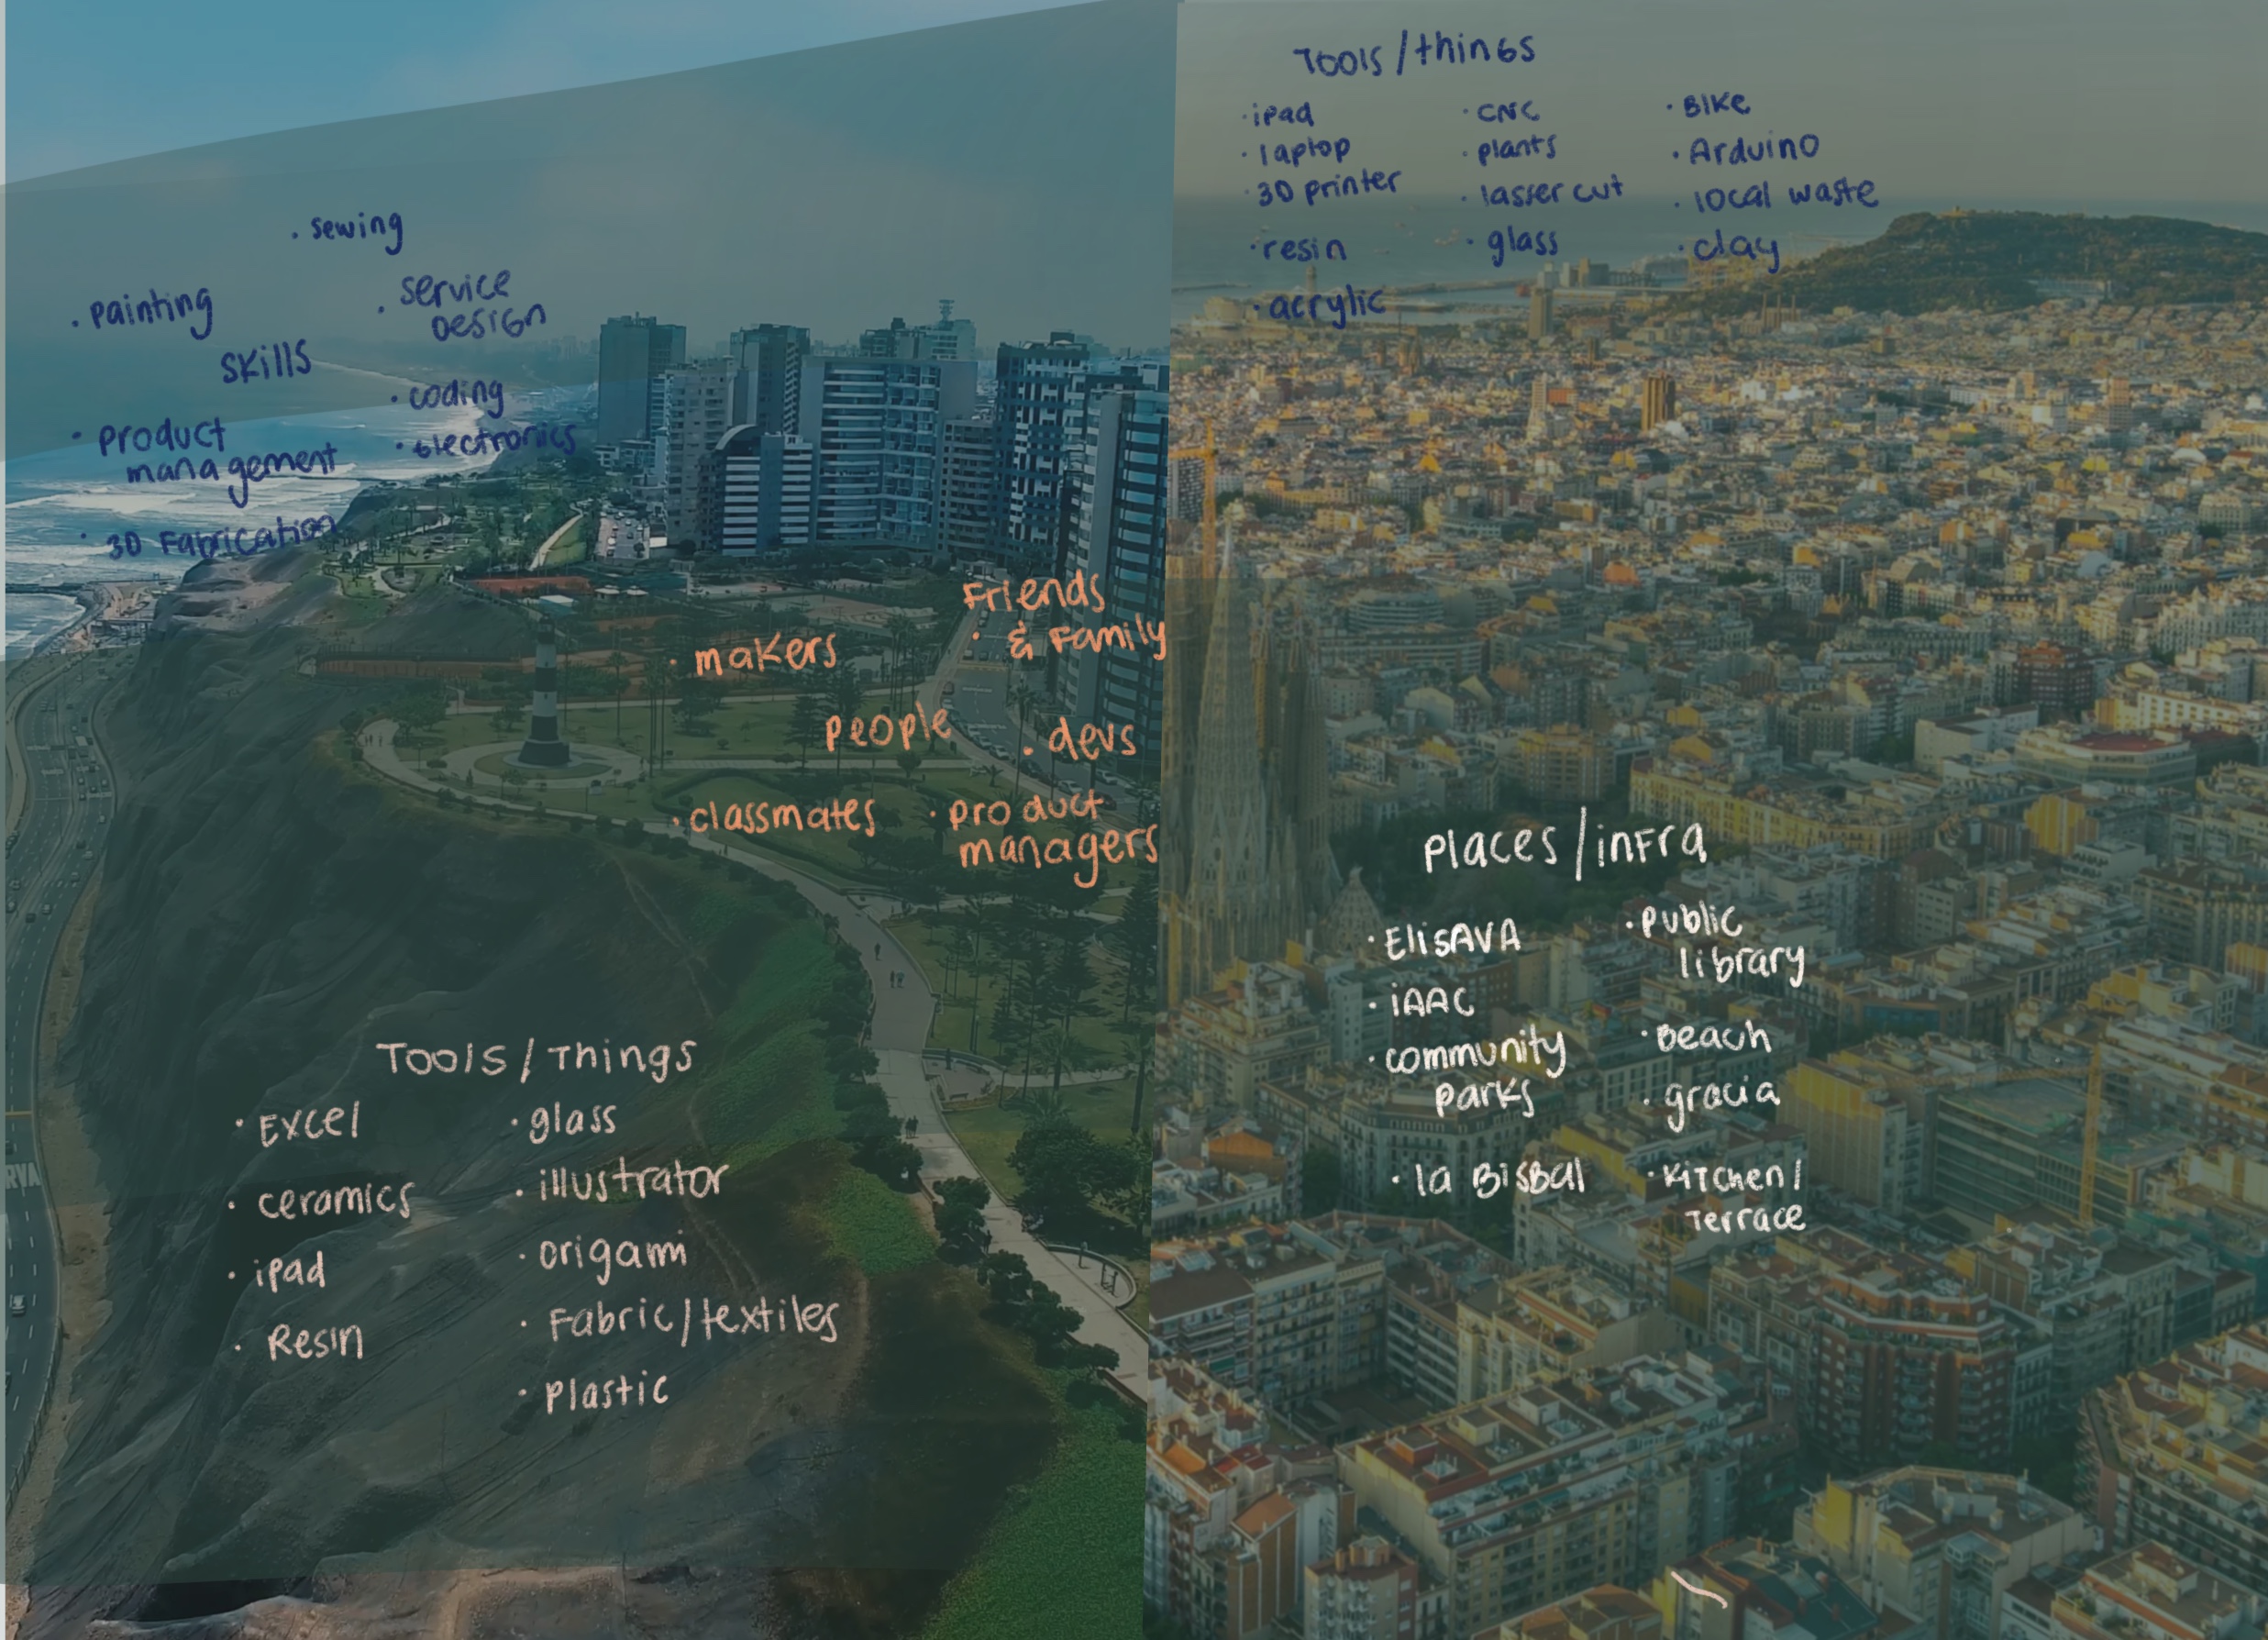 · sewing
· painting
· service
DESIGN
SKills
· coding
· product
management
· electronics
· 3D Fabrication
Friends
· & Family
· makers
people
· devs
· classmates
· product
managers
TOOLS/Things
· Excel
· glass
· ceramics
· illustrator
· ipad
· origami
· Resin
· Fabric/textiles
· plastic
Tools/things
· ipad
· CNC
· Bike
· laptop
· plants
· Arduino
· 3D printer
· lasser cut
· local waste
· resin
· glass
· clay
· acrylic
places/infra
· ElisAVA
· public
library
· iAAC
· Beach
· community
parks
· gracia
· la BisBal
· Kitchen/
Terrace